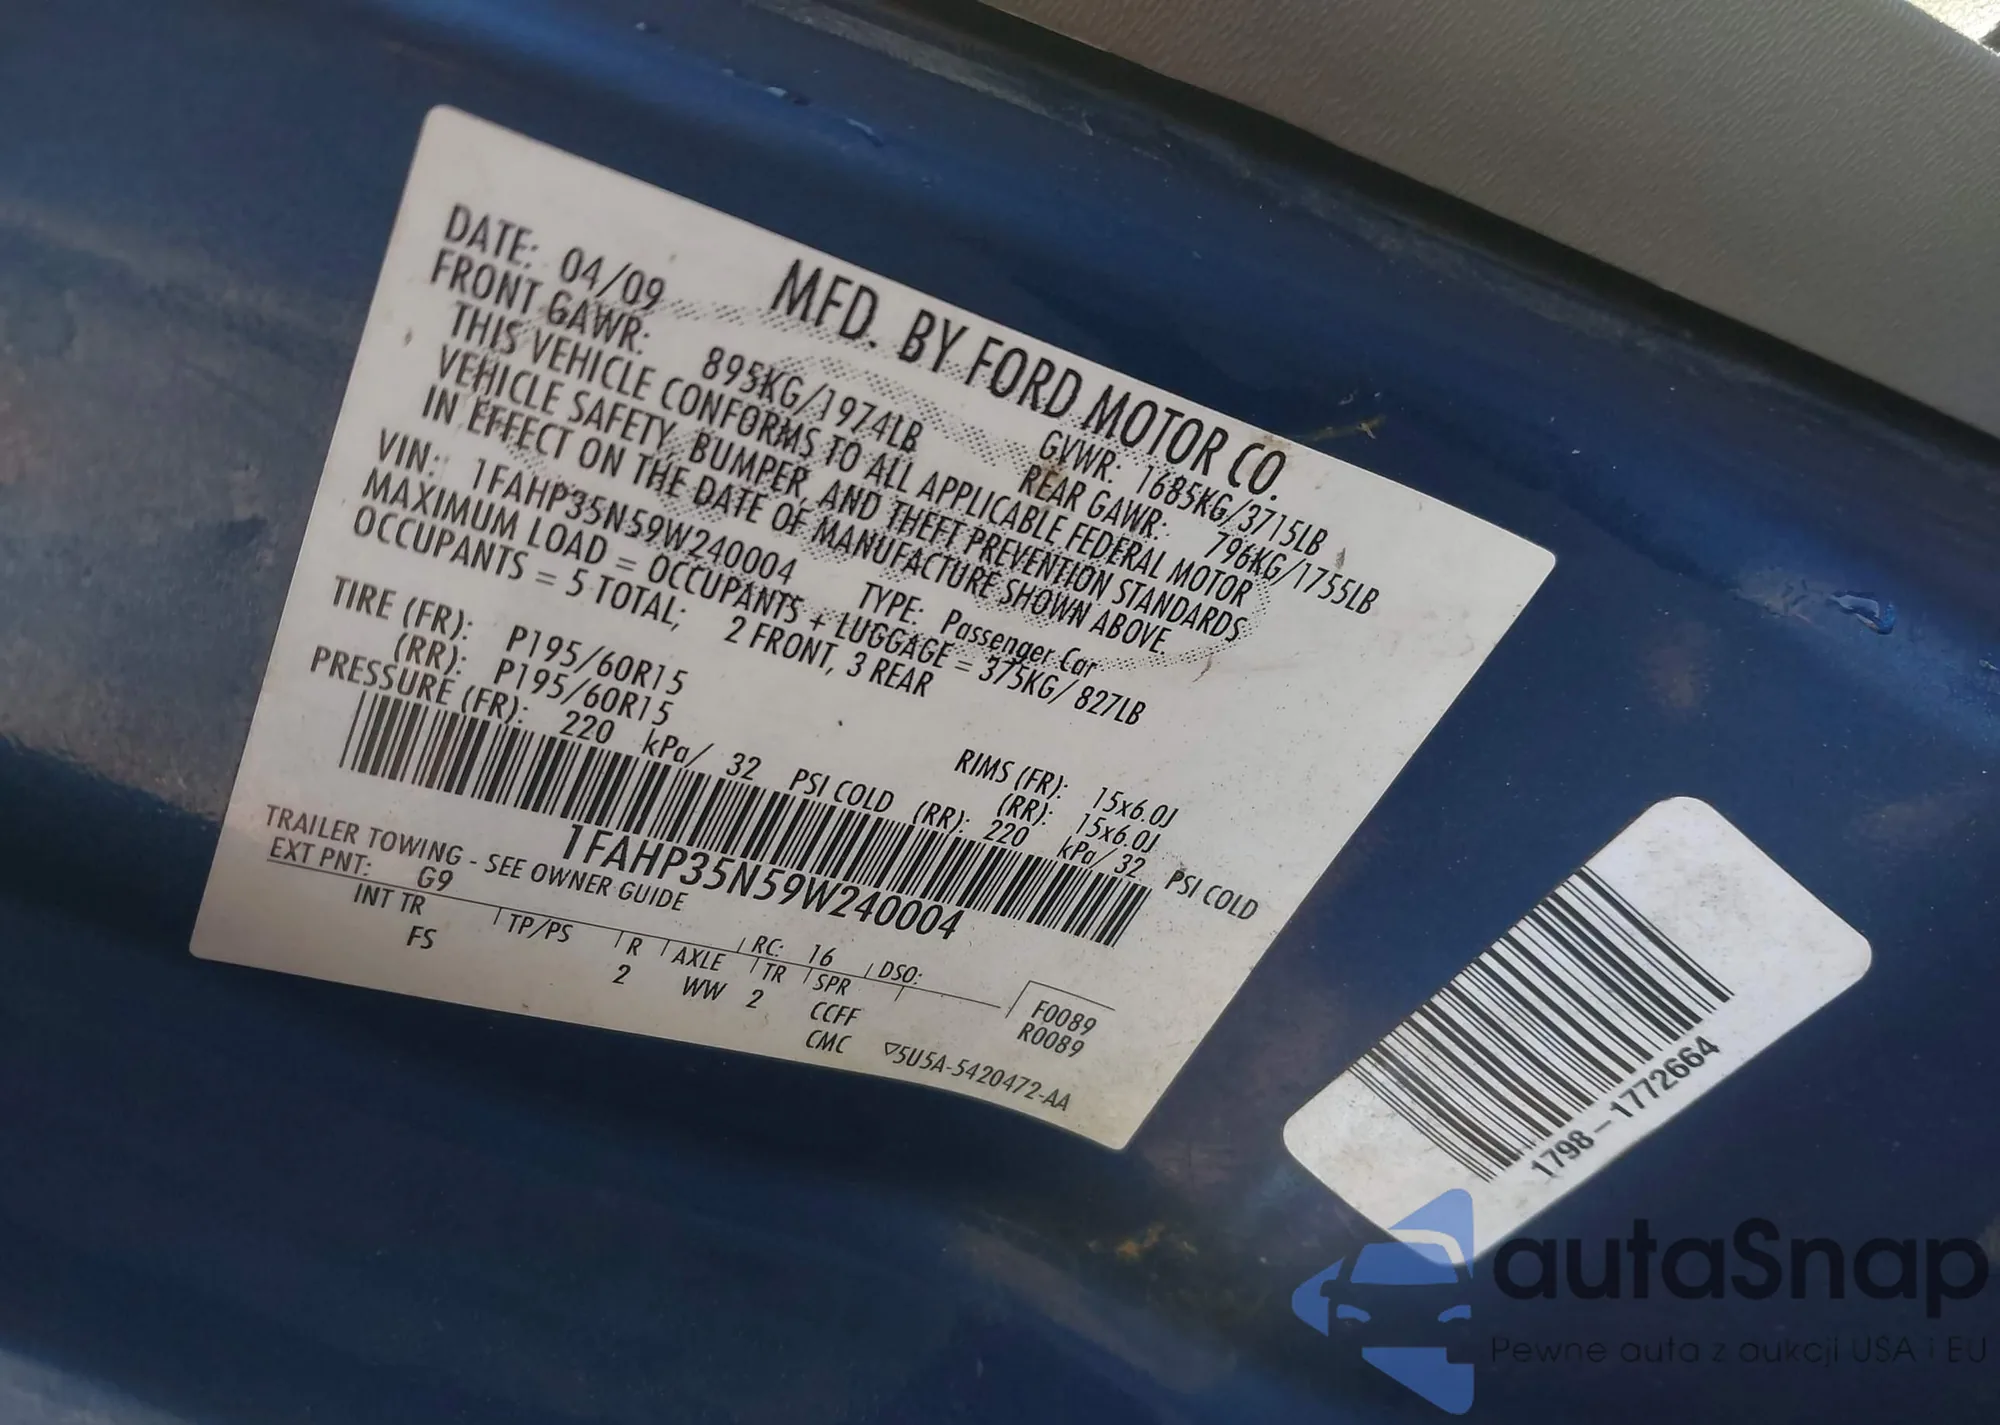 MFD. BY FORD MOTOR CO.
DATE: 04/09 GVWR: 1685KG/3715LB
FRONT GAWR: 895KG/1974LB REAR GAWR: 796KG/1755LB
THIS VEHICLE CONFORMS TO ALL APPLICABLE FEDERAL MOTOR
VEHICLE SAFETY, BUMPER, AND THEFT PREVENTION STANDARDS
IN EFFECT ON THE DATE OF MANUFACTURE SHOWN ABOVE.
VIN: 1FAHP35N59W240004 TYPE: Passenger Car
MAXIMUM LOAD = OCCUPANTS + LUGGAGE = 375KG/827LB
OCCUPANTS = 5 TOTAL; 2 FRONT, 3 REAR
TIRE (FR): P195/60R15 RIMS (FR): 15x6.0J
(RR): P195/60R15 (RR): 15x6.0J
PRESSURE (FR): 220 kPa/ 32 PSI COLD (RR): 220 kPa/ 32 PSI COLD
1FAHP35N59W240004
TRAILER TOWING - SEE OWNER GUIDE
EXT PNT: G9 RC: 16 DSO:
INT TR TP/PS R AXLE TR SPR
FS 2 WW 2 CCFF
CMC
F0089
R0089
▽5U5A-5420472-AA
1798-1772664
autaSnap
Pewne auta z aukcji USA i EU